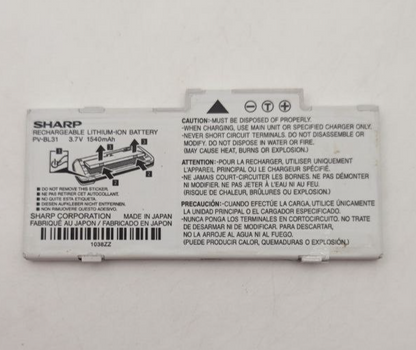 SHARP
RECHARGEABLE LITHIUM-ION BATTERY
PV-BL31 3.7V 1540mAh
DO NOT REMOVE THIS STICKER.
NE PAS RETIRER CET AUTOCOLLANT.
DIESEN AUFKLEBER NICHT ENTFERNEN.
NON RIMUOVERE QUESTO ADESIVO.
SHARP CORPORATION MADE IN JAPAN
FABRIQUÉ AU JAPON / FABRICADO EN JAPON
1038ZZ
CAUTION:-MUST BE DISPOSED OF PROPERLY.
-WHEN CHARGING, USE MAIN UNIT OR SPECIFIED CHARGER ONLY.
-NEVER SHORT CIRCUIT TERMINALS. DO NOT DISASSEMBLE OR
MODIFY. DO NOT DISPOSE IN WATER OR FIRE.
(MAY CAUSE HEAT, BURNS OR EXPLOSION.)
ATTENTION:-POUR LA RECHARGER, UTILISER UNIQUEMENT
L'APPAREIL PRINCIPAL OU LE CHARGEUR SPÉCIFIÉ.
-NE JAMAIS COURT-CIRCUITER LES BORNES. NE PAS DÉMONTER
NI MODIFIER. NE PAS JETER À L'EAU NI AU FEU.
(RISQUE DE CHALEUR, BRÛLURES OU EXPLOSION.)
PRECAUCIÓN:-CUANDO EFECTÚE LA CARGA, UTILICE ÚNICAMENTE
LA UNIDAD PRINCIPAL O EL CARGADOR ESPECIFICADO.
-NUNCA PONGA LOS TERMINALES EN CORTOCIRCUITO. NO TRATE
DE DESARMAR NI DE MODIFICAR. PARA DESECHARLA,
NO LA ARROJE AL AGUA NI AL FUEGO.
(PUEDE PRODUCIR CALOR, QUEMADURAS O EXPLOSIÓN.)